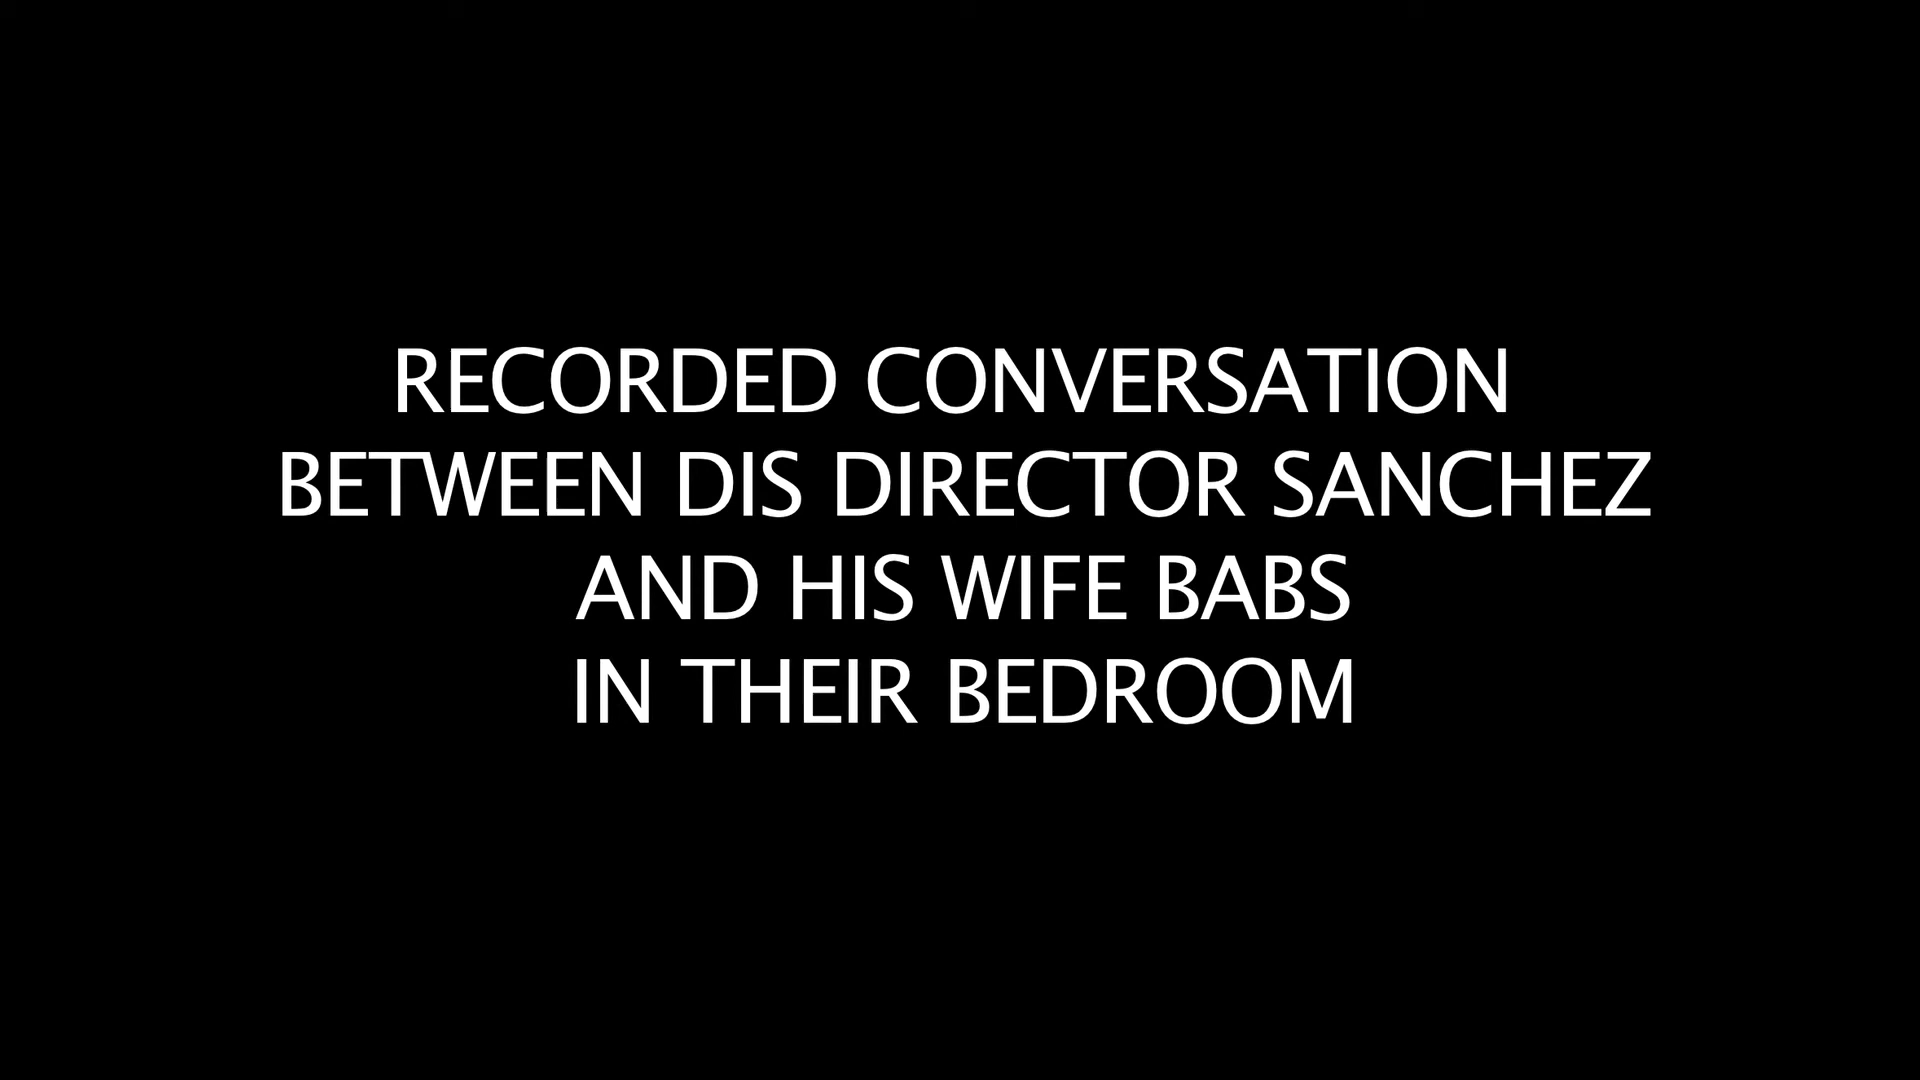 RECORDED CONVERSATION
BETWEEN DIS DIRECTOR SANCHEZ
AND HIS WIFE BABS
IN THEIR BEDROOM